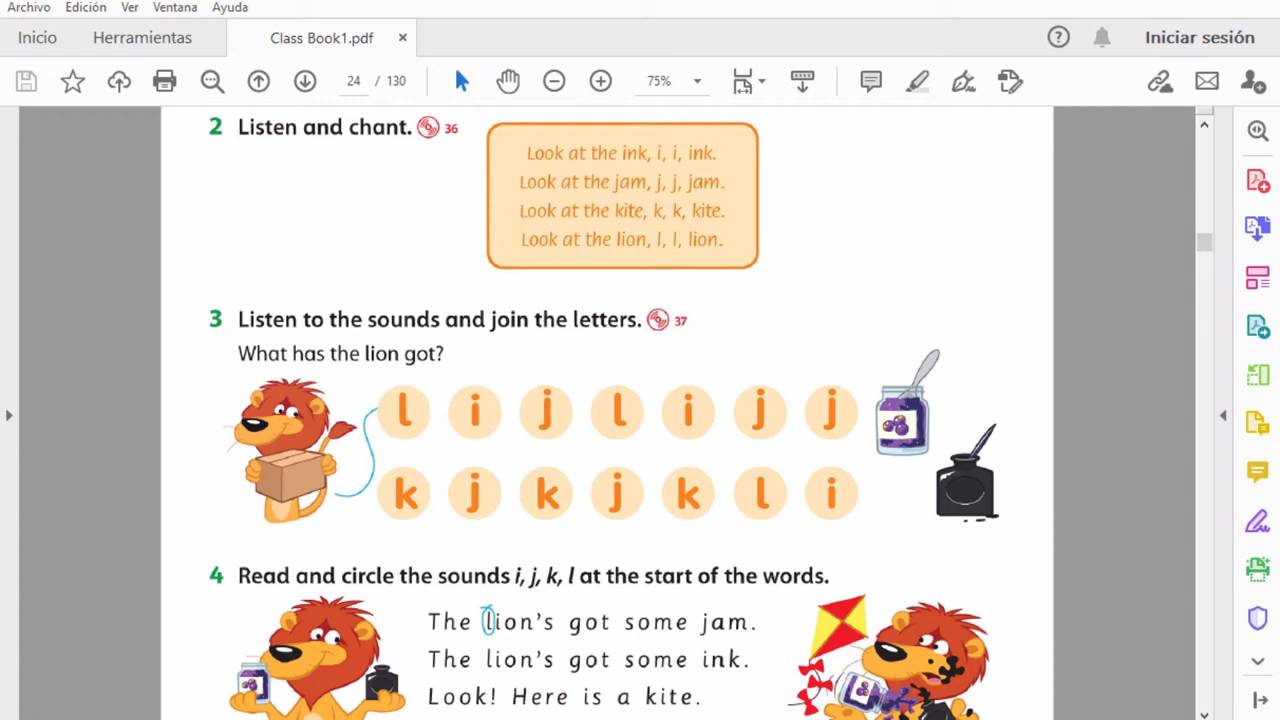 Archivo Edición Ver Ventana Ayuda
Inicio Herramientas Class Book1.pdf × Iniciar sesión
24 / 130 75%
2 Listen and chant. 36
Look at the ink, i, i, ink.
Look at the jam, j, j, jam.
Look at the kite, k, k, kite.
Look at the lion, l, l, lion.
3 Listen to the sounds and join the letters. 37
What has the lion got?
l i j l i j j
k j k j k l i
4 Read and circle the sounds i, j, k, l at the start of the words.
The lion's got some jam.
The lion's got some ink.
Look! Here is a kite.